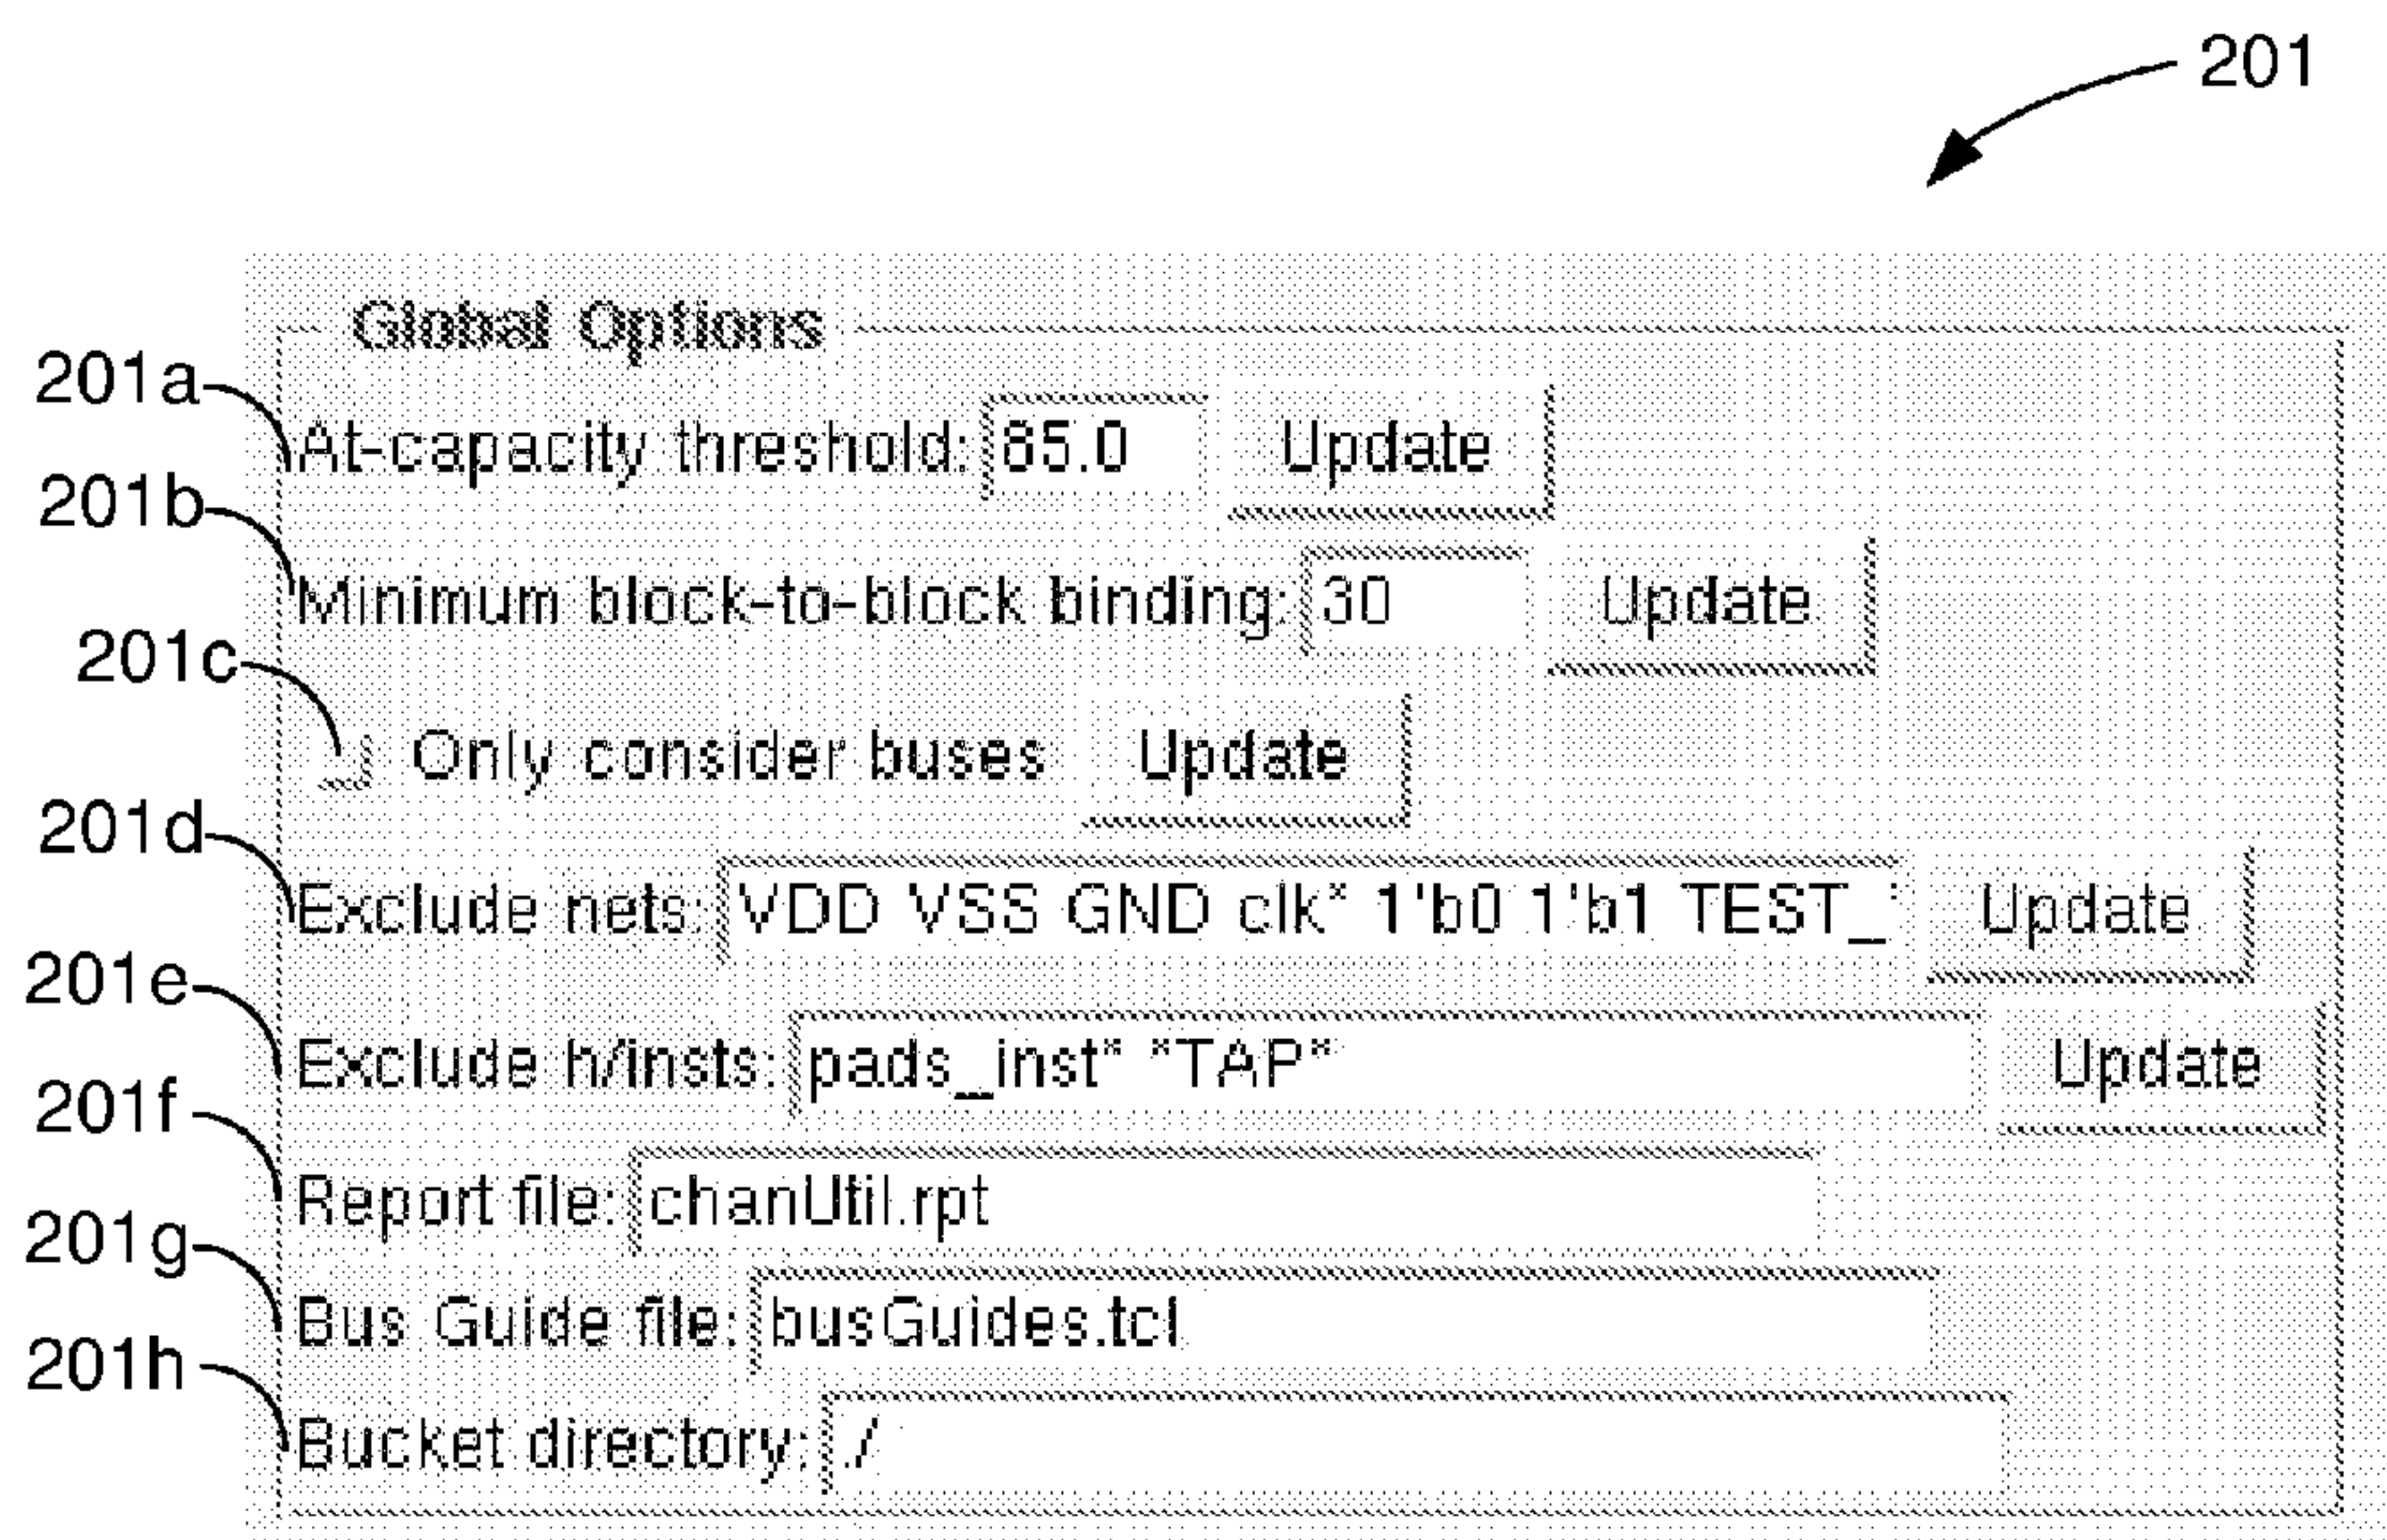 201
Global Options
201a
At-capacity threshold: 85.0 Update
201b
Minimum block-to-block binding: 30 Update
201c
Only consider buses Update
201d
Exclude nets: VDD VSS GND clk* 1'b0 1'b1 TEST_ Update
201e
Exclude h/insts: pads_inst* *TAP* Update
201f
Report file: chanUtil.rpt
201g
Bus Guide file: busGuides.tcl
201h
Bucket directory: ./